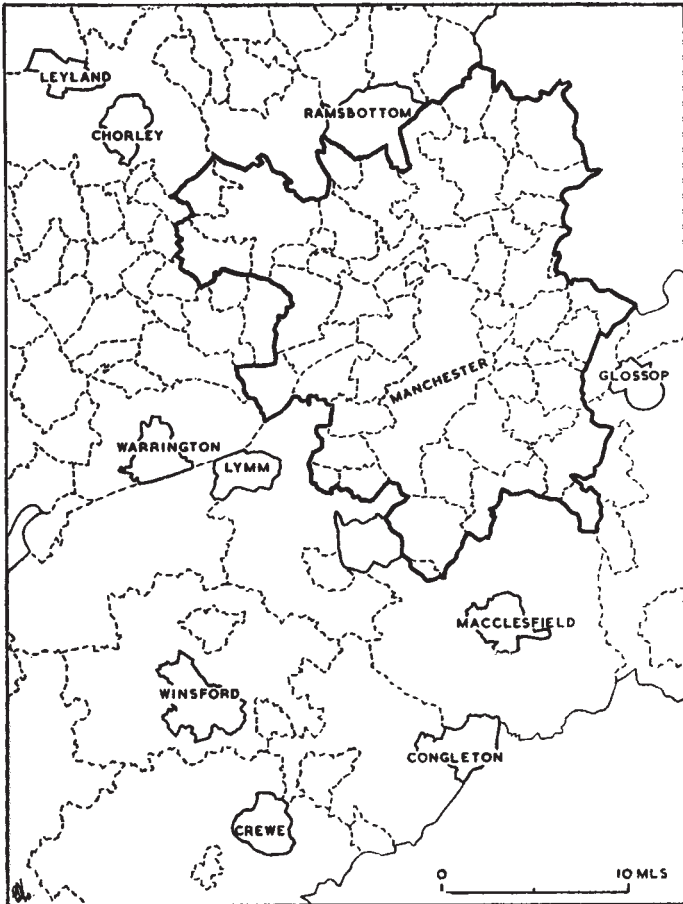 LEYLAND
CHORLEY
RAMSBOTTOM
MANCHESTER
GLOSSOP
WARRINGTON
LYMM
MACCLESFIELD
WINSFORD
CONGLETON
CREWE
0 10 MLS